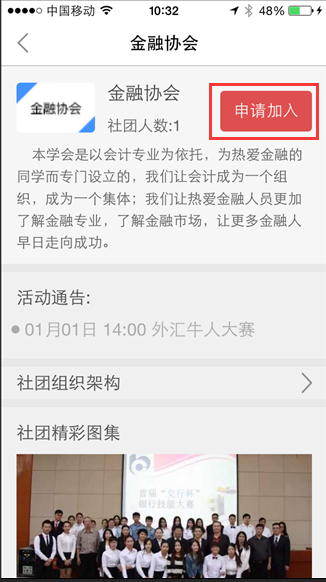 中国移动 10:32 48%
金融协会
金融协会
金融协会
社团人数:1
申请加入
本学会是以会计专业为依托，为热爱金融的
同学而专门设立的，我们让会计成为一个组
织，成为一个集体；我们让热爱金融人员更加
了解金融专业，了解金融市场，让更多金融人
早日走向成功。
活动通告:
01月01日 14:00 外汇牛人大赛
社团组织架构
社团精彩图集
首届“交行杯”
银行技能大赛